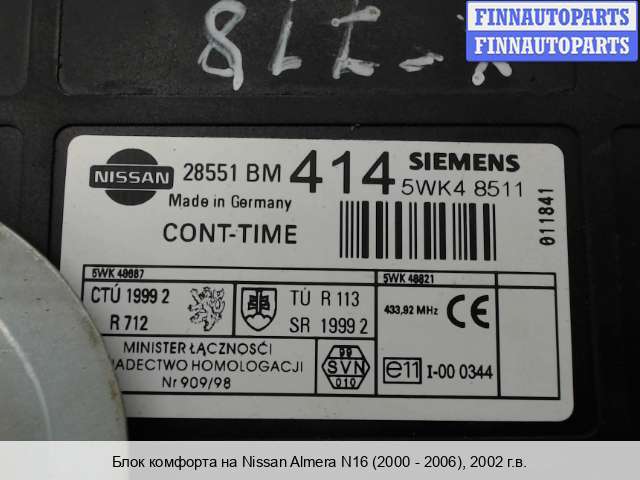 FINNAUTOPARTS
FINNAUTOPARTS
NISSAN
28551 BM 414
SIEMENS
5WK4 8511
Made in Germany
CONT-TIME
011841
5WK 48687
5WK 48821
CTÚ 1999 2
R 712
TÚ R 113
SR 1999 2
433,92 MHz
CE
MINISTER ŁĄCZNOŚCI
ADECTWO HOMOLOGACJI
Nr 909/98
99
SVN
010
e11 I-00 0344
Блок комфорта на Nissan Almera N16 (2000 - 2006), 2002 г.в.